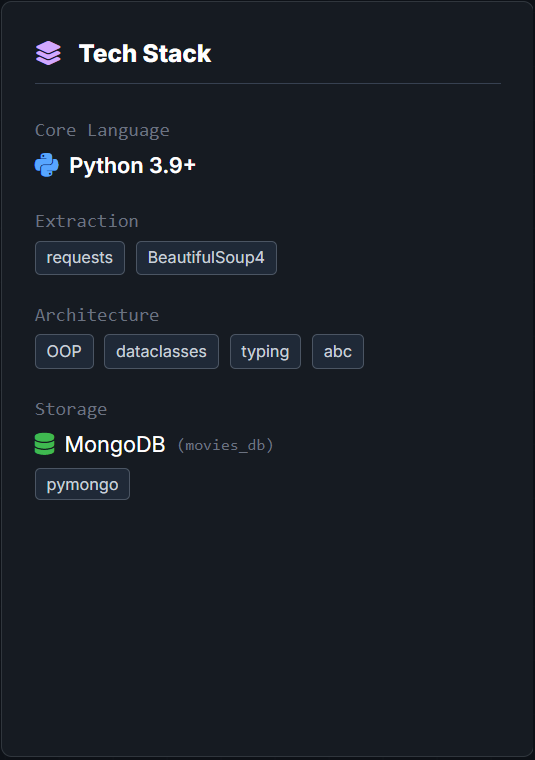 Tech Stack
Core Language
Python 3.9+
Extraction
requests BeautifulSoup4
Architecture
OOP dataclasses typing abc
Storage
MongoDB (movies_db)
pymongo